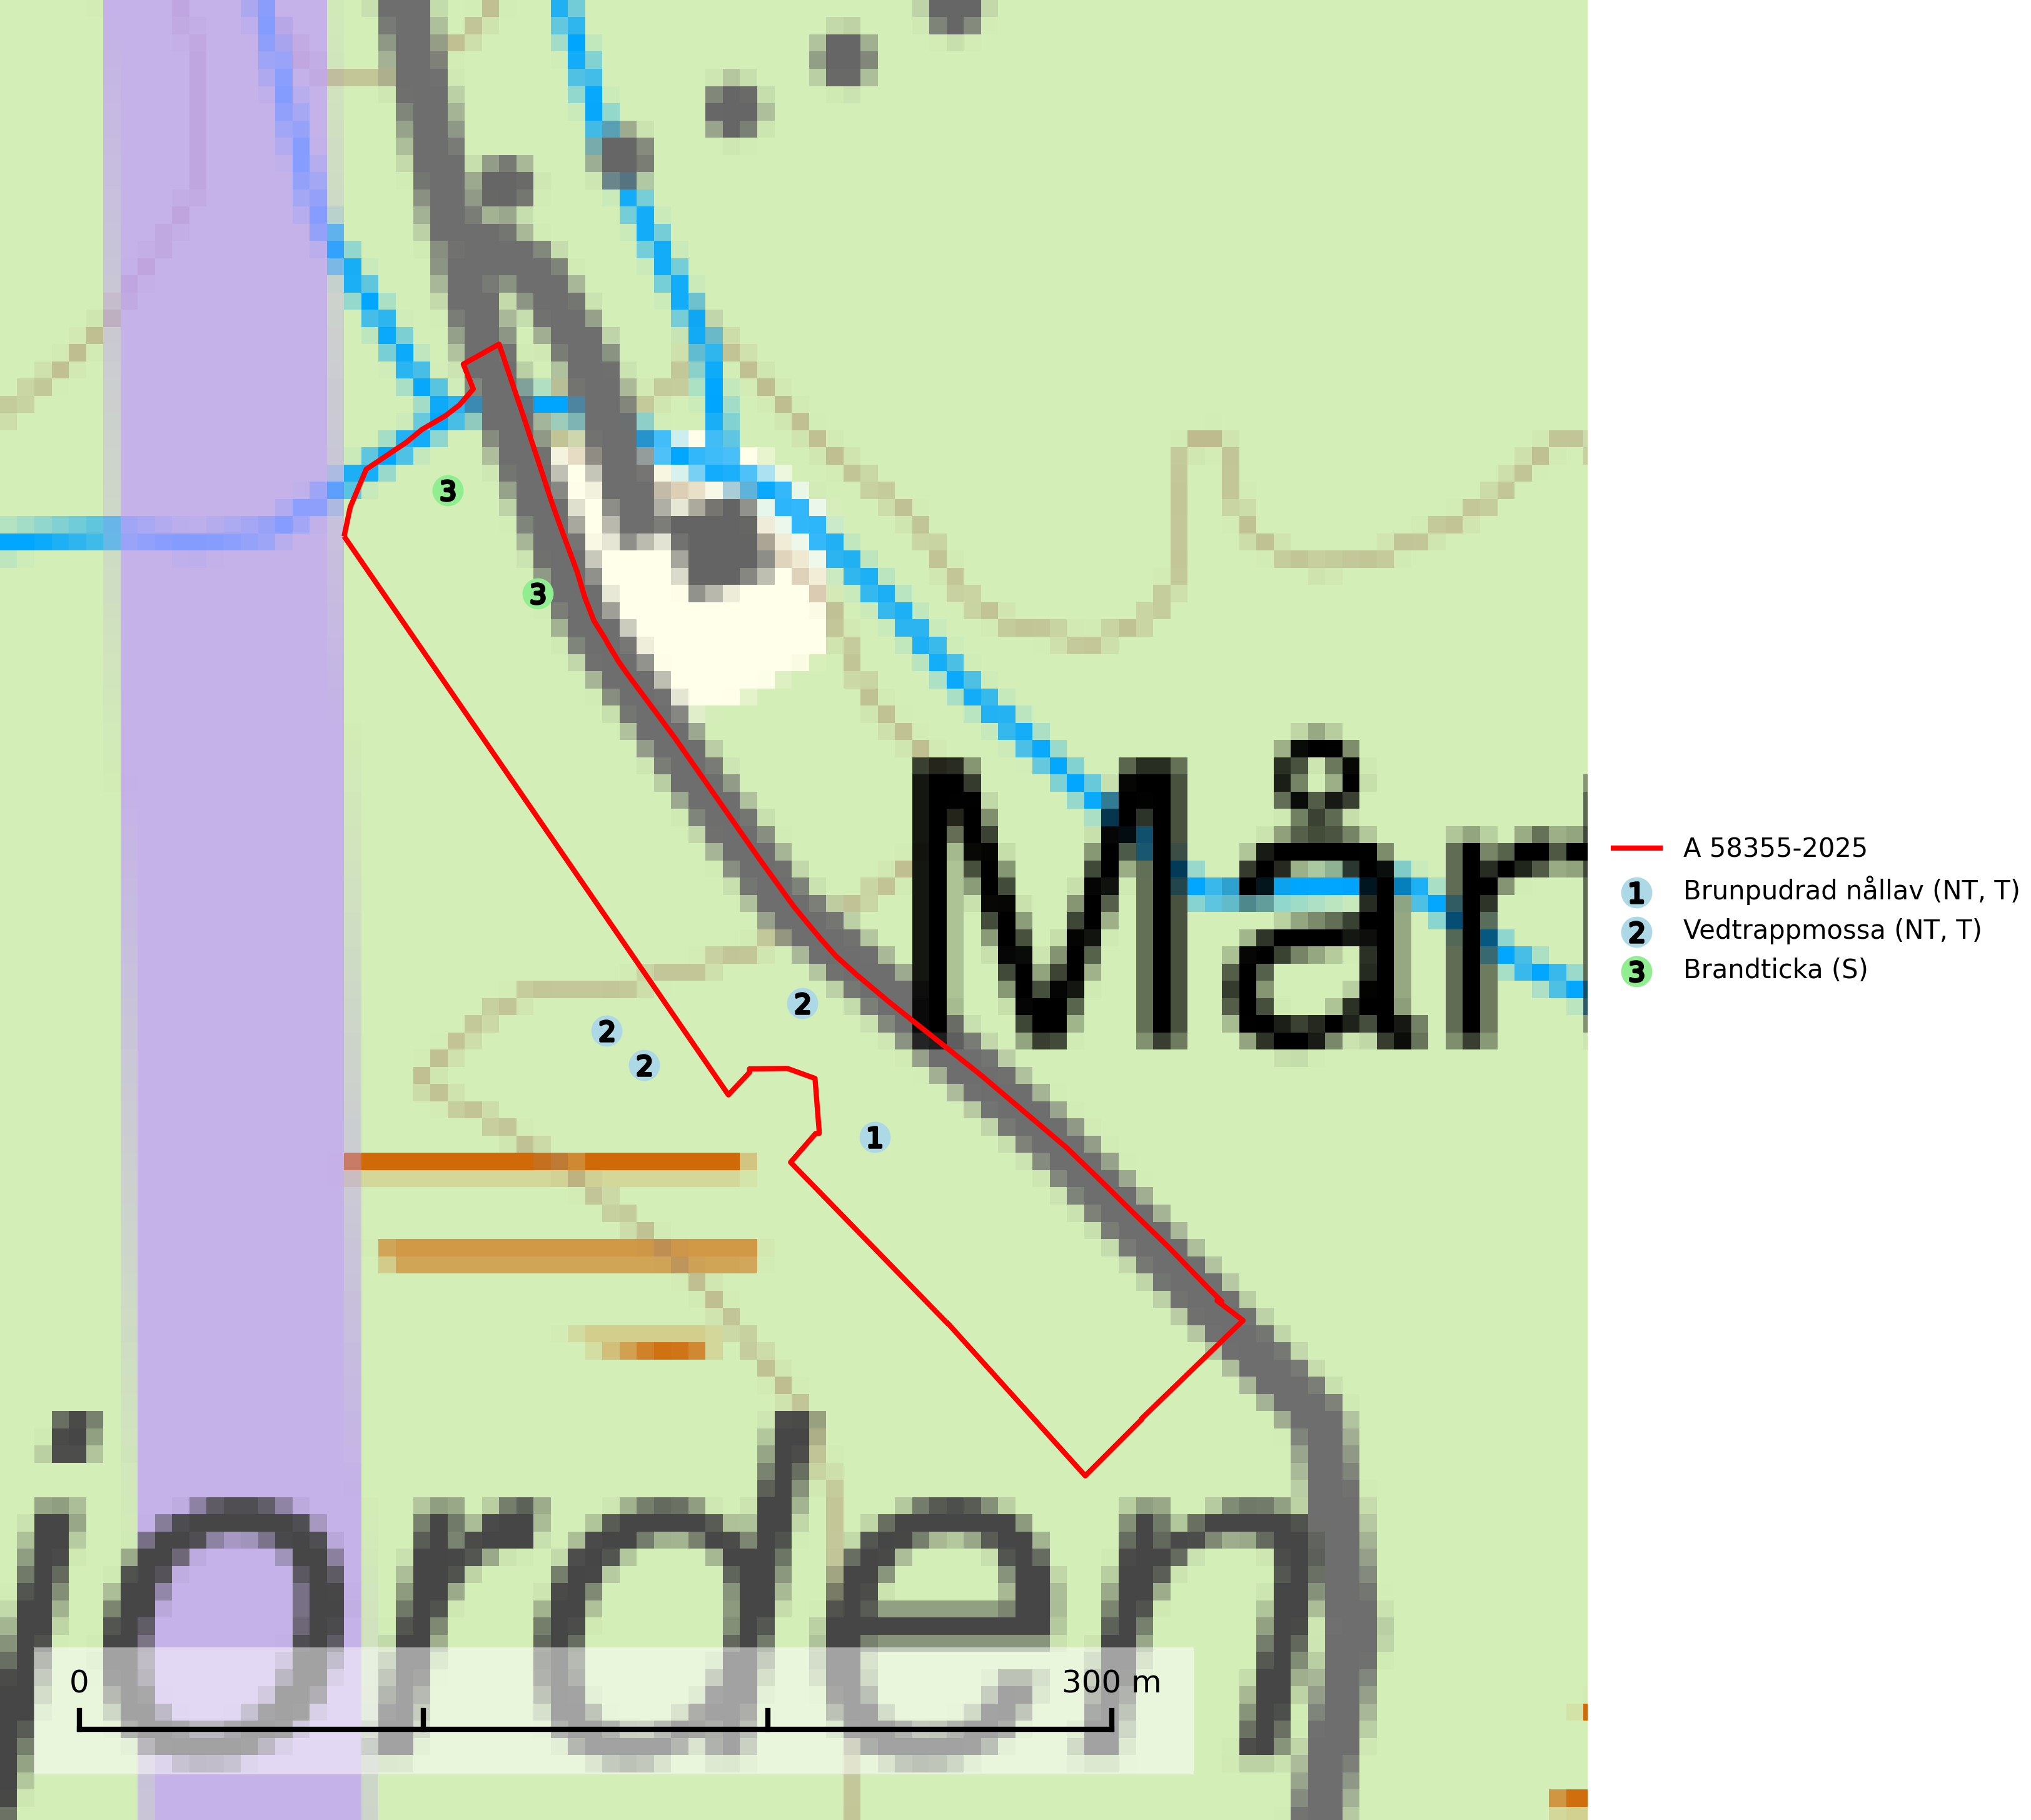 3
3
Mår
2
2
2
1
jorden
0
300 m
A 58355-2025
1 Brunpudrad nållav (NT, T)
2 Vedtrappmossa (NT, T)
3 Brandticka (S)